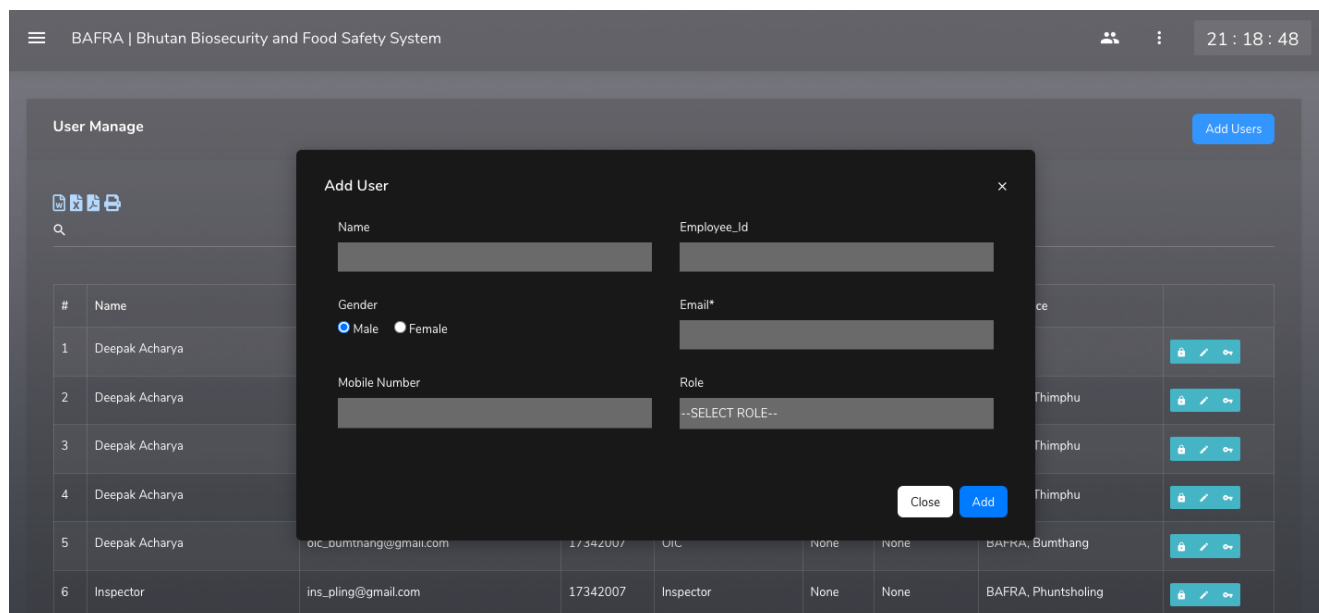 BAFRA | Bhutan Biosecurity and Food Safety System 21 : 18 : 48
User Manage Add Users
Add User ×
Name Employee_Id
Gender Email*
Male Female
Mobile Number Role
--SELECT ROLE--
Close Add
# Name ce
1 Deepak Acharya
2 Deepak Acharya Thimphu
3 Deepak Acharya Thimphu
4 Deepak Acharya Thimphu
5 Deepak Acharya oic_bumthang@gmail.com 17342007 OIC None None BAFRA, Bumthang
6 Inspector ins_pling@gmail.com 17342007 Inspector None None BAFRA, Phuntsholing